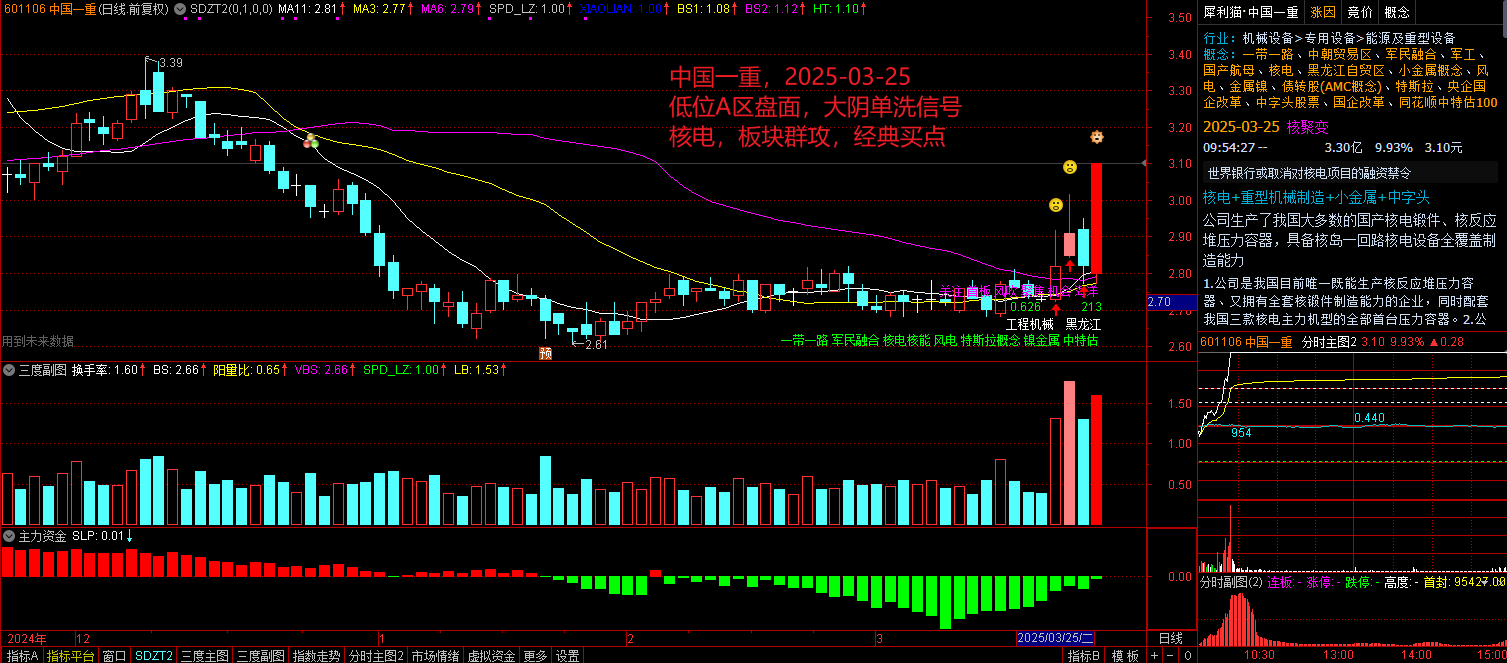 601106 中国一重(日线.前复权) SDZT2(0,1,0,0) MA11: 2.81↑ MA3: 2.77↑ MA6: 2.79↑ SPD_LZ: 1.00↑ XIAOLIAN: 1.00↑ BS1: 1.08↑ BS2: 1.12↑ HT: 1.10↑
3.39
中国一重，2025-03-25
低位A区盘面，大阴单洗信号
核电，板块群攻，经典买点
3.50
3.40
3.30
3.20
3.10
3.00
2.90
2.80
2.70
2.60
0.626
213
工程机械 黑龙江
一带一路 军民融合 核电核能 风电 特斯拉概念 镍金属 中特估
用到未来数据
预
←2.61
三度副图 换手率: 1.60↑ BS: 2.66↑ 阳量比: 0.65↑ VBS: 2.66↑ SPD_LZ: 1.00↑ LB: 1.53↑
1.50
1.00
0.50
主力资金 SLP: 0.01↓
0.00
2024年 12 1 2 3 2025/03/25/二 日线
指标A 指标平台 窗口 SDZT2 三度主图 三度副图 指数走势 分时主图2 市场情绪 虚拟资金 更多 设置 指标B 模板 + - 0
犀利猫·中国一重 涨因 竞价 概念
行业: 机械设备>专用设备>能源及重型设备
概念: 一带一路、中朝贸易区、军民融合、军工、
国产航母、核电、黑龙江自贸区、小金属概念、风
电、金属镍、债转股(AMC概念)、特斯拉、央企国
企改革、中字头股票、国企改革、同花顺中特估100
2025-03-25 核聚变
09:54:27 -- 3.30亿 9.93% 3.10元
世界银行或取消对核电项目的融资禁令
核电+重型机械制造+小金属+中字头
公司生产了我国大多数的国产核电锻件、核反应
堆压力容器，具备核岛一回路核电设备全覆盖制
造能力
1.公司是我国目前唯一既能生产核反应堆压力容
器、又拥有全套核锻件制造能力的企业，同时配套
我国三款核电主力机型的全部首台压力容器。2.公
601106 中国一重 分时主图2 3.10 9.93% ▲0.28
0.440
954
分时副图(2) 连板: - 涨停: - 跌停: - 高度: - 首封: 95427.00
10:30 13:00 14:00 15:00